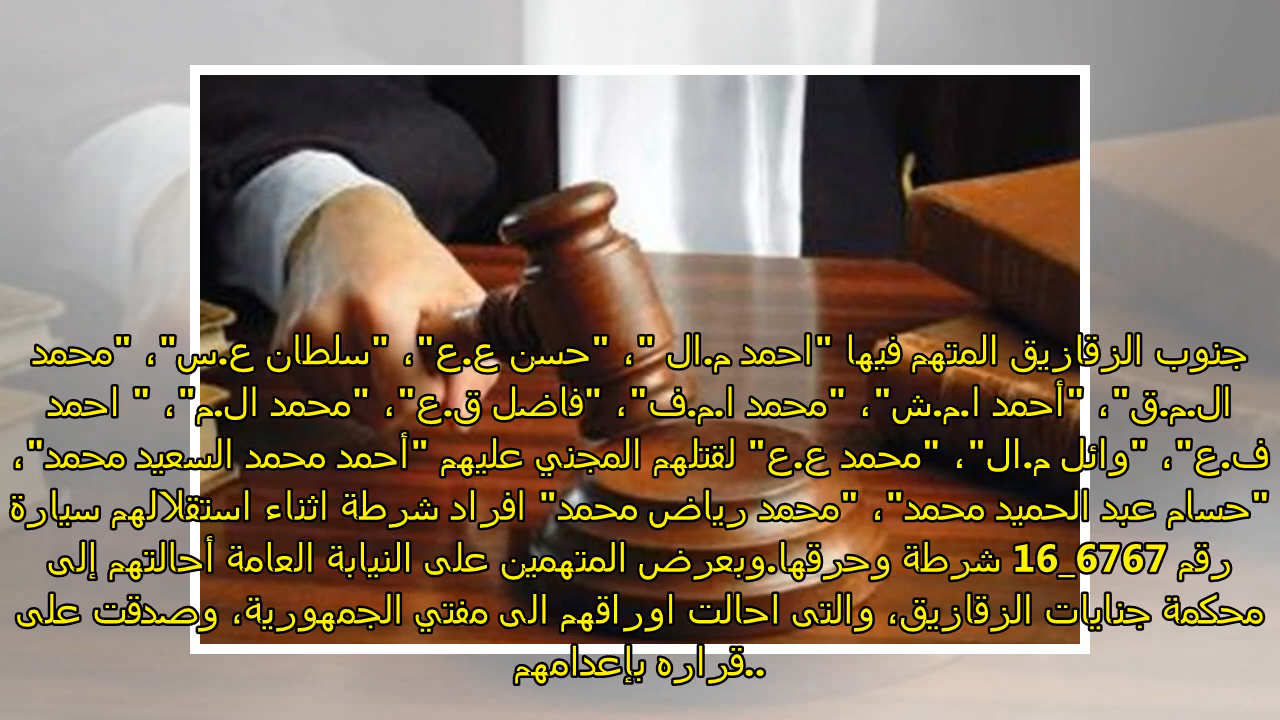 جنوب الزقازيق المتهم فيها "احمد م.ال "، "حسن ع.ع"، "سلطان ع.س"، "محمد
ال.م.ق"، "أحمد ا.م.ش"، "محمد ا.م.ف"، "فاضل ق.ع"، "محمد ال.م"، " احمد
ف.ع"، "وائل م.ال"، "محمد ع.ع" لقتلهم المجني عليهم "أحمد محمد السعيد محمد"،
"حسام عبد الحميد محمد"، "محمد رياض محمد" افراد شرطة اثناء استقلالهم سيارة
رقم 6767_16 شرطة وحرقها.وبعرض المتهمين على النيابة العامة أحالتهم إلى
محكمة جنايات الزقازيق، والتى احالت اوراقهم الى مفتي الجمهورية، وصدقت على
..قراره بإعدامهم